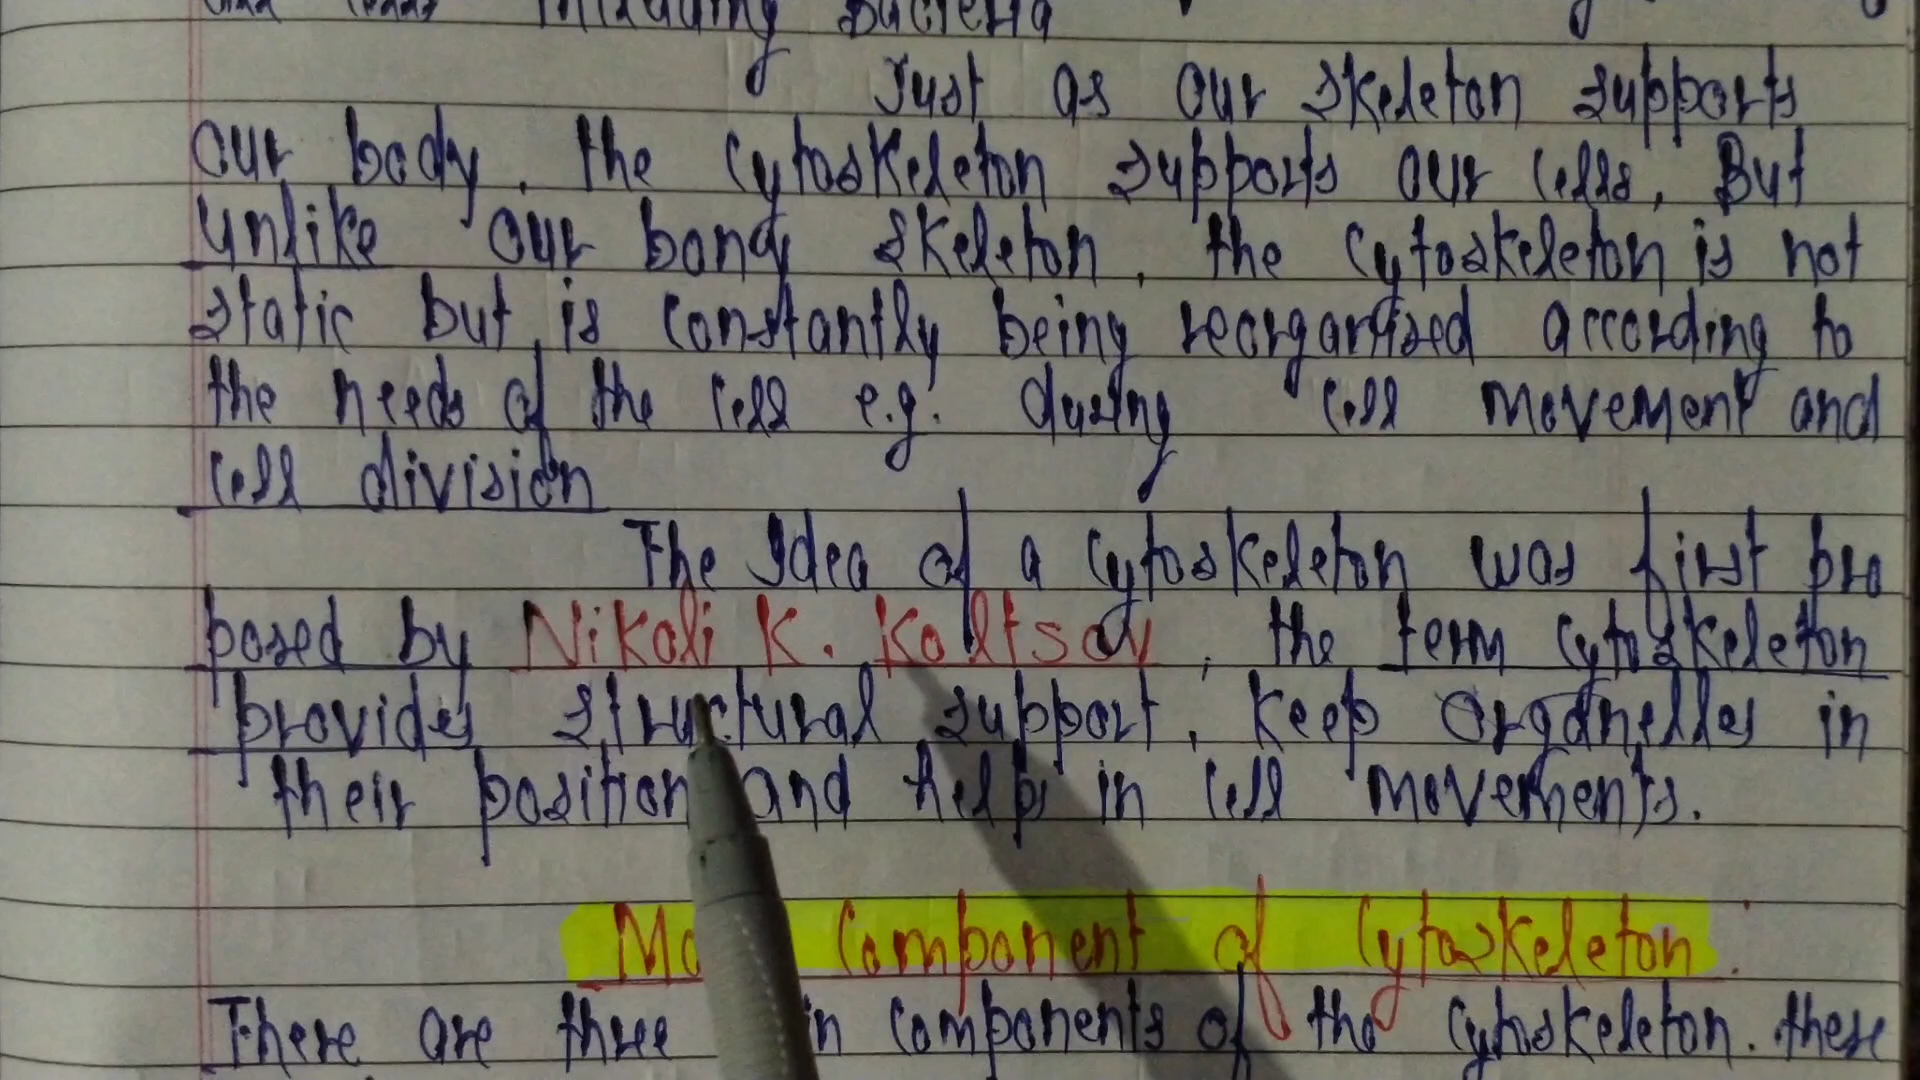 including bacteria
Just as our skeleton supports
our body, the cytoskeleton supports our cells. But
unlike our bony skeleton, the cytoskeleton is not
static but is constantly being reorganised according to
the needs of the cell e.g. during cell movement and
cell division
The Idea of a cytoskeleton was first pro
posed by Nikoli K. Koltsov, the term cytoskeleton
provides structural support, keep organelles in
their position and helps in cell movements.
Component of Cytoskeleton.
There are three components of the cytoskeleton. these